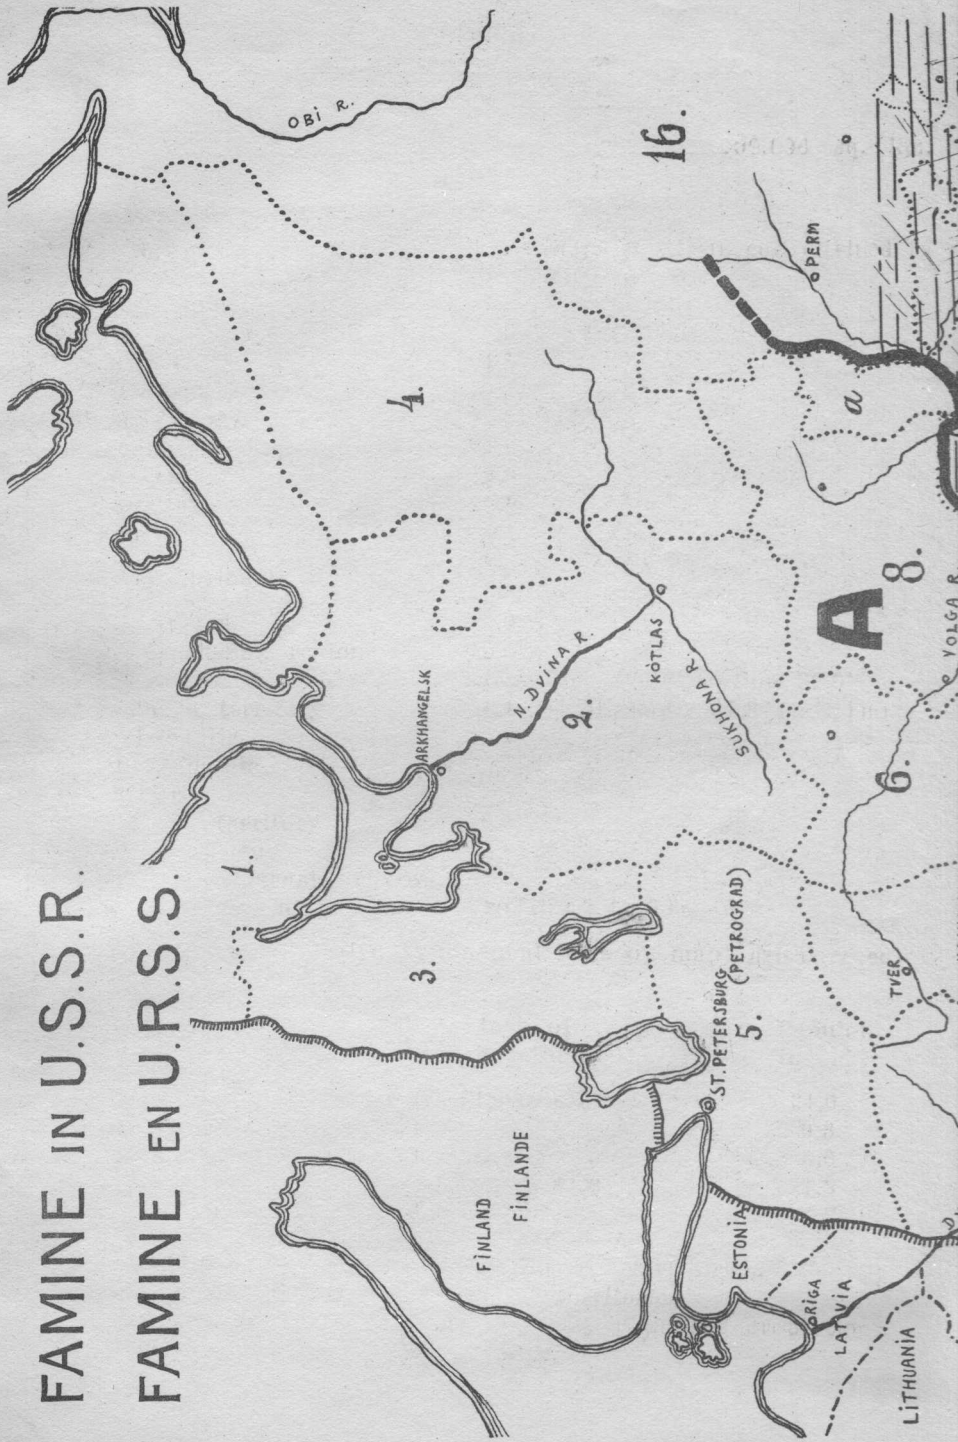 FAMINE IN U.S.S.R.
FAMINE EN U.R.S.S.
OBI R.
16.
PERM
4.
a
1.
ARKHANGELSK
N. DVINA R.
2.
KOTLAS
SUKHONA R.
A
8.
VOLGA R.
6.
3.
ST. PETERSBURG
(PETROGRAD)
5.
TVER
FINLAND
FINLANDE
ESTONIA
RIGA
LATVIA
LITHUANIA
D